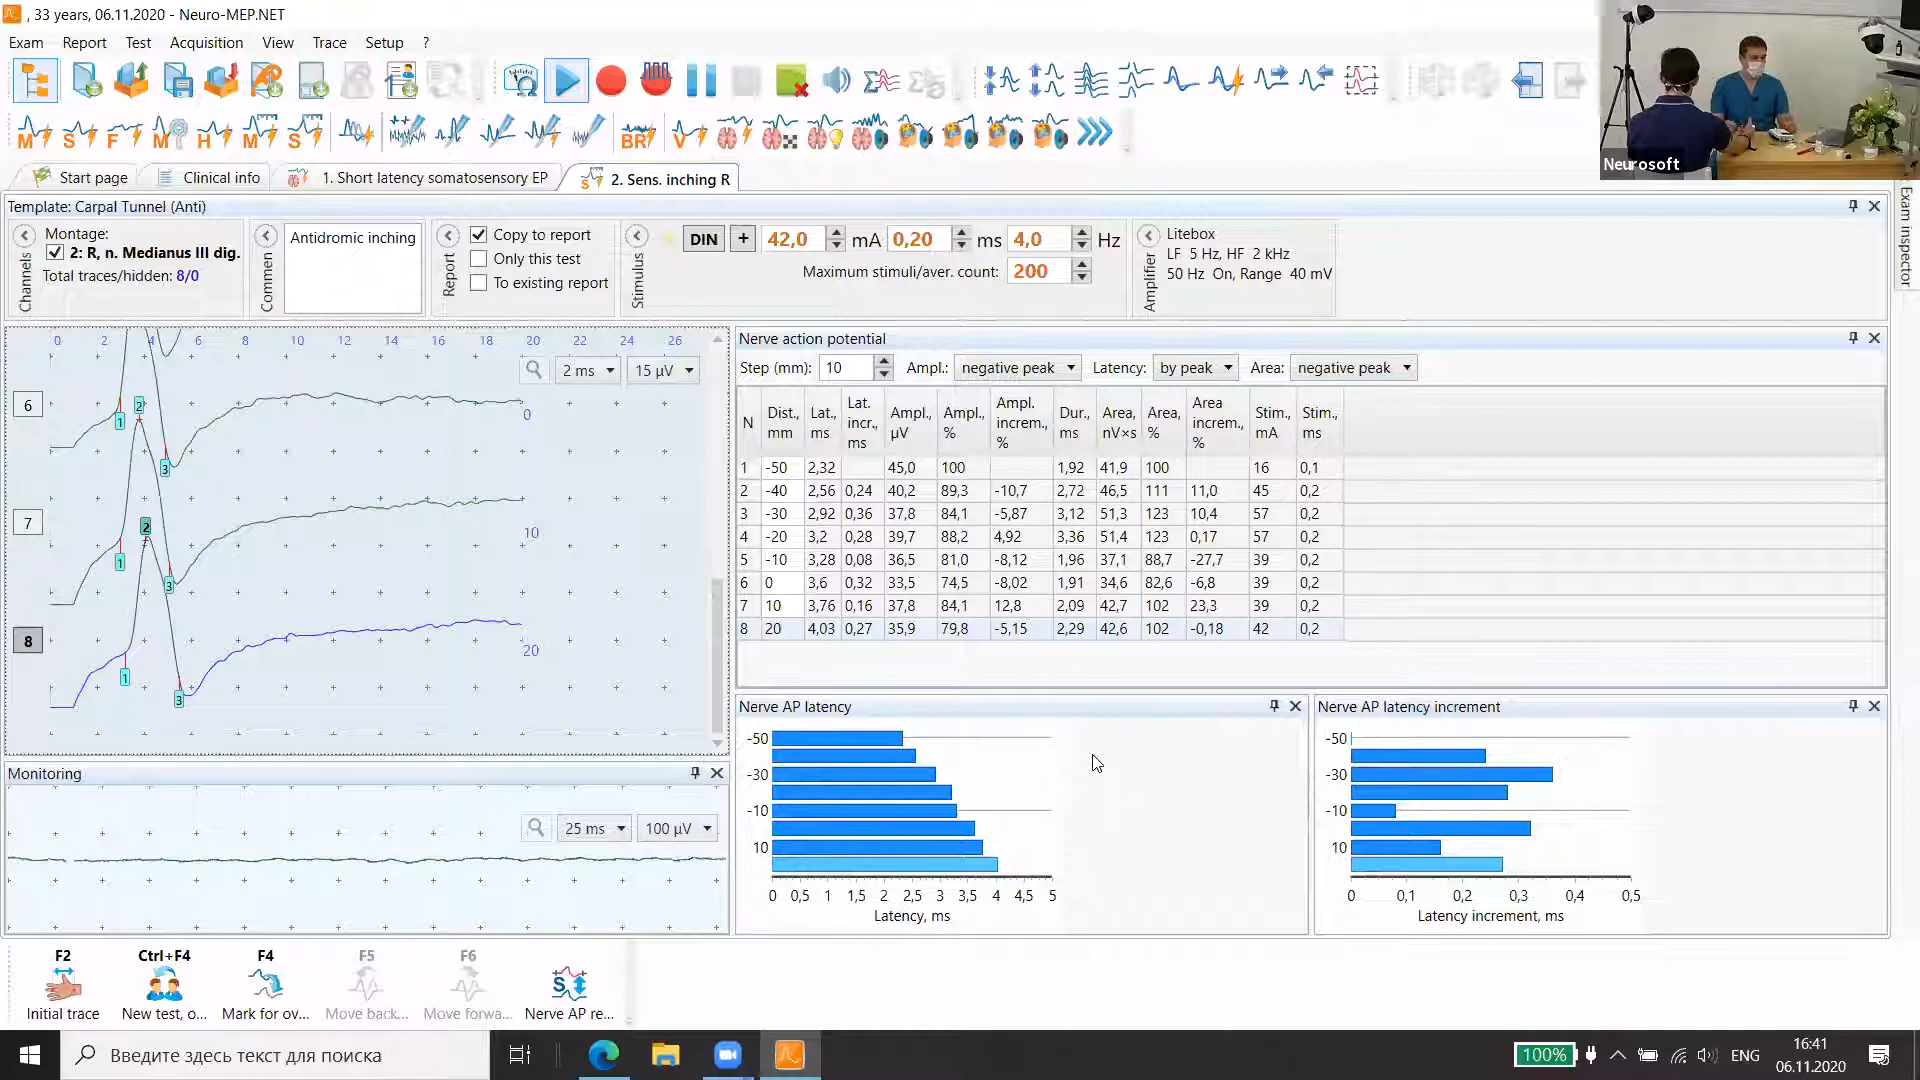 , 33 years, 06.11.2020 - Neuro-MEP.NET
Exam Report Test Acquisition View Trace Setup ?
M S F M H M S BR V
Neurosoft
Start page Clinical info 1. Short latency somatosensory EP 2. Sens. inching R
Template: Carpal Tunnel (Anti)
Channels
Montage:
2: R, n. Medianus III dig.
Total traces/hidden: 8/0
Commen
Antidromic inching
Report
Copy to report
Only this test
To existing report
Stimulus
DIN + 42,0 mA 0,20 ms 4,0 Hz
Maximum stimuli/aver. count: 200
Amplifier
Litebox
LF 5 Hz, HF 2 kHz
50 Hz On, Range 40 mV
Exam inspector
0 2 4 6 8 10 12 14 16 18 20 22 24 26
2 ms 15 µV
6 1 2 3 0
7 1 2 3 10
8 1 3 20
Nerve action potential
Step (mm): 10 Ampl.: negative peak Latency: by peak Area: negative peak
N Dist., mm Lat., ms Lat. incr., ms Ampl., µV Ampl., % Ampl. increm., % Dur., ms Area, nV×s Area, % Area increm., % Stim., mA Stim., ms
1 -50 2,32 45,0 100 1,92 41,9 100 16 0,1
2 -40 2,56 0,24 40,2 89,3 -10,7 2,72 46,5 111 11,0 45 0,2
3 -30 2,92 0,36 37,8 84,1 -5,87 3,12 51,3 123 10,4 57 0,2
4 -20 3,2 0,28 39,7 88,2 4,92 3,36 51,4 123 0,17 57 0,2
5 -10 3,28 0,08 36,5 81,0 -8,12 1,96 37,1 88,7 -27,7 39 0,2
6 0 3,6 0,32 33,5 74,5 -8,02 1,91 34,6 82,6 -6,8 39 0,2
7 10 3,76 0,16 37,8 84,1 12,8 2,09 42,7 102 23,3 39 0,2
8 20 4,03 0,27 35,9 79,8 -5,15 2,29 42,6 102 -0,18 42 0,2
Monitoring
25 ms 100 µV
Nerve AP latency
-50
-30
-10
10
0 0,5 1 1,5 2 2,5 3 3,5 4 4,5 5
Latency, ms
Nerve AP latency increment
-50
-30
-10
10
0 0,1 0,2 0,3 0,4 0,5
Latency increment, ms
F2 Ctrl+F4 F4 F5 F6
S
Initial trace New test, o... Mark for ov... Move back... Move forwa... Nerve AP re...
Введите здесь текст для поиска
100% ENG 16:41
06.11.2020